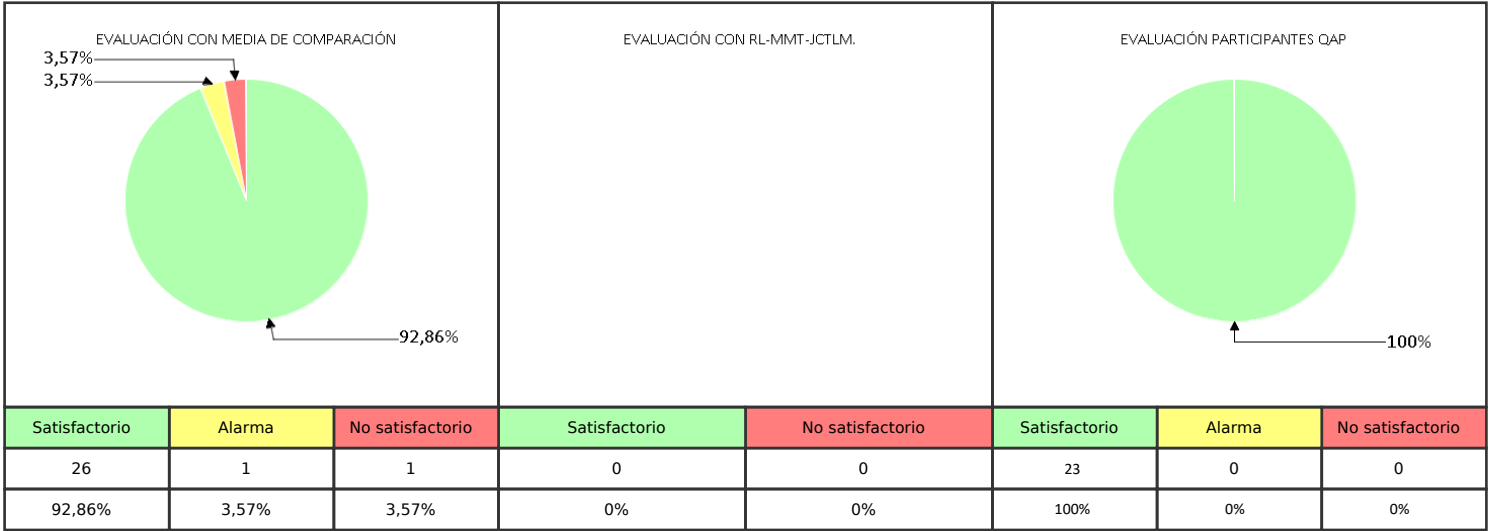 EVALUACIÓN CON MEDIA DE COMPARACIÓN
3,57%
3,57%
92,86%
EVALUACIÓN CON RL-MMT-JCTLM.
EVALUACIÓN PARTICIPANTES QAP
100%
Satisfactorio Alarma No satisfactorio Satisfactorio No satisfactorio Satisfactorio Alarma No satisfactorio
26 1 1 0 0 23 0 0
92,86% 3,57% 3,57% 0% 0% 100% 0% 0%